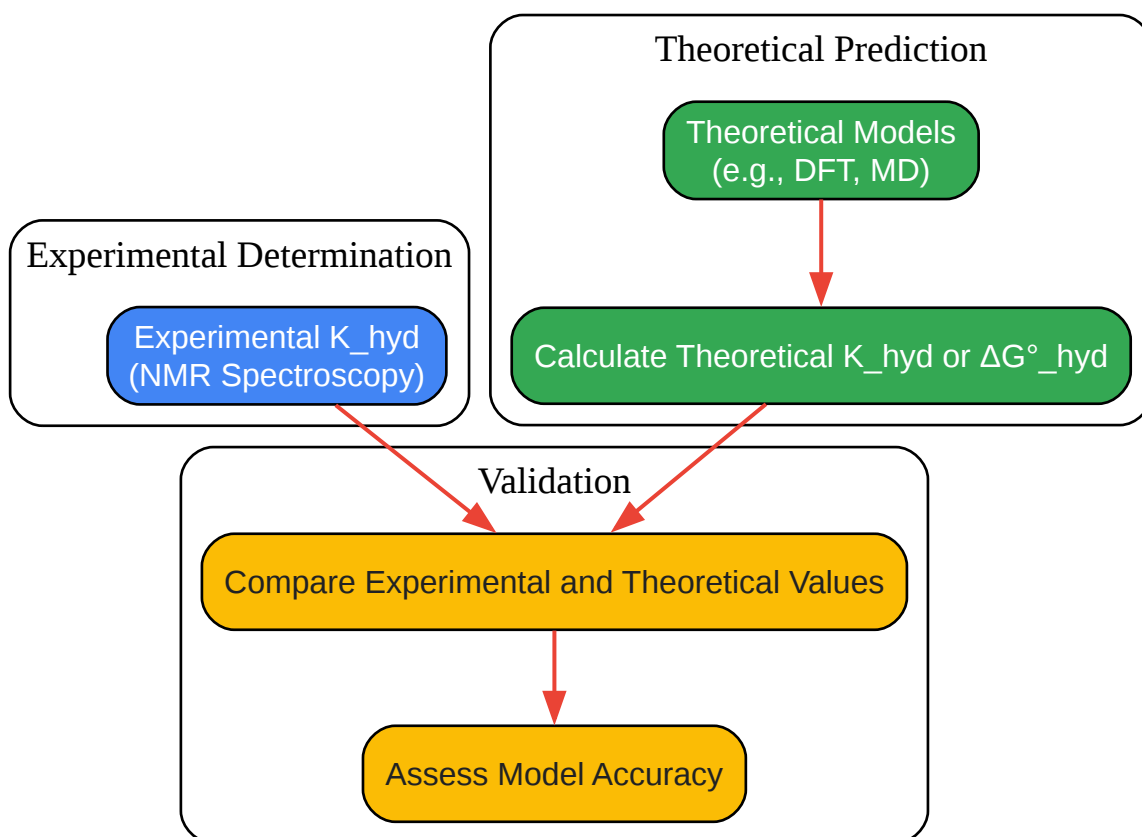 Theoretical Prediction
Theoretical Models
(e.g., DFT, MD)
Experimental Determination
Experimental K_hyd
(NMR Spectroscopy)
Calculate Theoretical K_hyd or ΔG°_hyd
Validation
Compare Experimental and Theoretical Values
Assess Model Accuracy